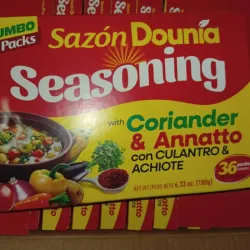 JUMBO
Packs
Sazón Dounia
Seasoning
with
Coriander
& Annatto
con CULANTRO &
ACHIOTE
36
NET WT/PESO NETO 6.33 oz. (180g)